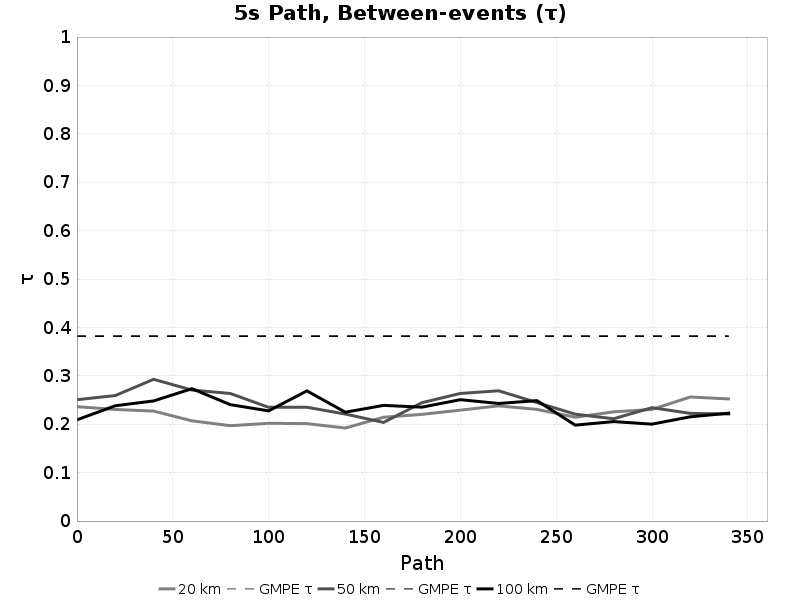 5s Path, Between-events (τ)
1
0.9
0.8
0.7
0.6
0.5
0.4
0.3
0.2
0.1
0
τ
0 50 100 150 200 250 300 350
Path
20 km GMPE τ 50 km GMPE τ 100 km GMPE τ